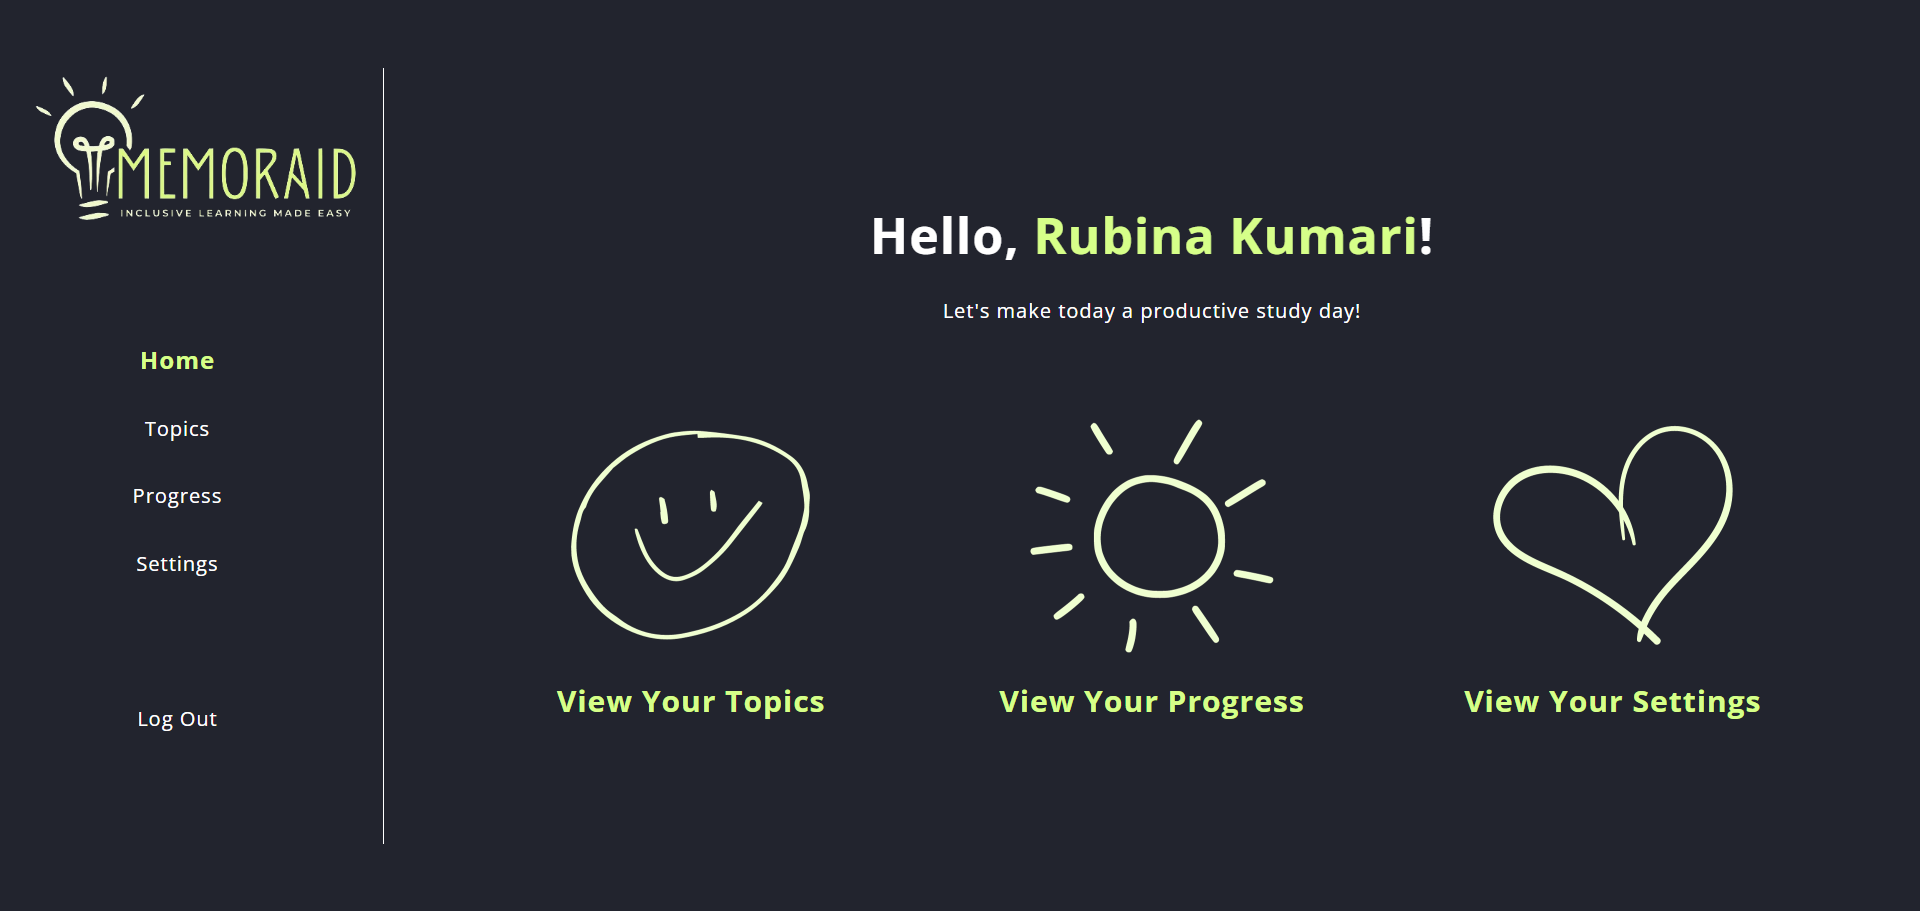 MEMORAID
INCLUSIVE LEARNING MADE EASY
Home
Topics
Progress
Settings
Log Out
Hello, Rubina Kumari!
Let's make today a productive study day!
View Your Topics
View Your Progress
View Your Settings